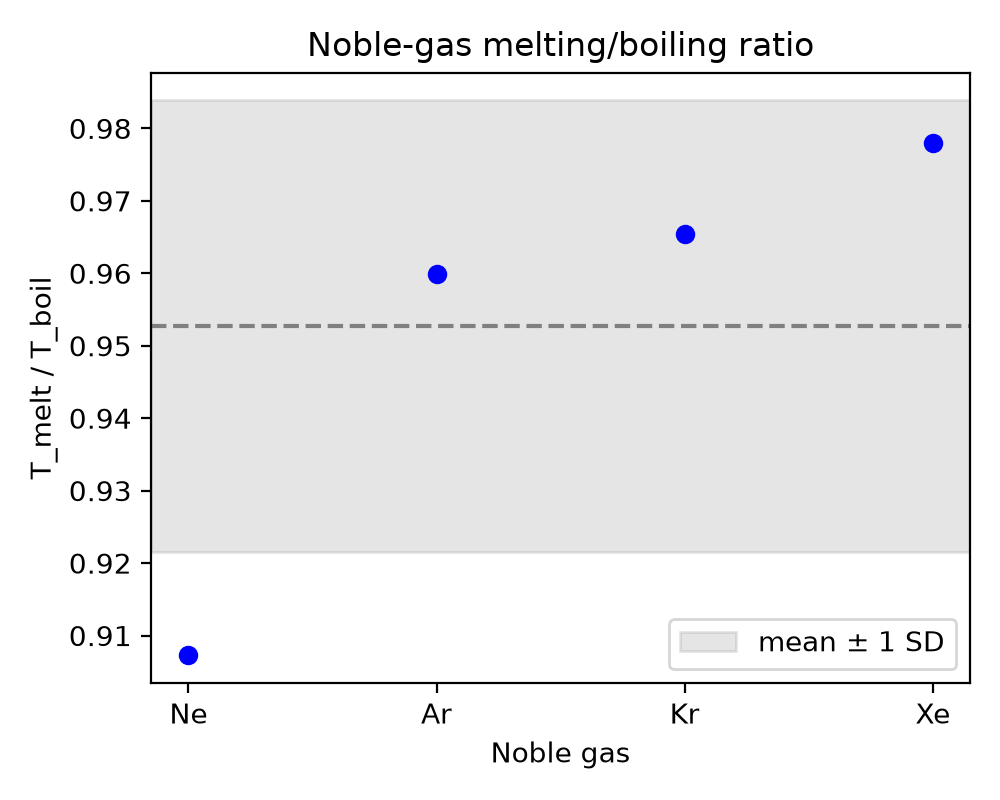 Noble-gas melting/boiling ratio
T_melt / T_boil
0.98
0.97
0.96
0.95
0.94
0.93
0.92
0.91
mean ± 1 SD
Ne Ar Kr Xe
Noble gas